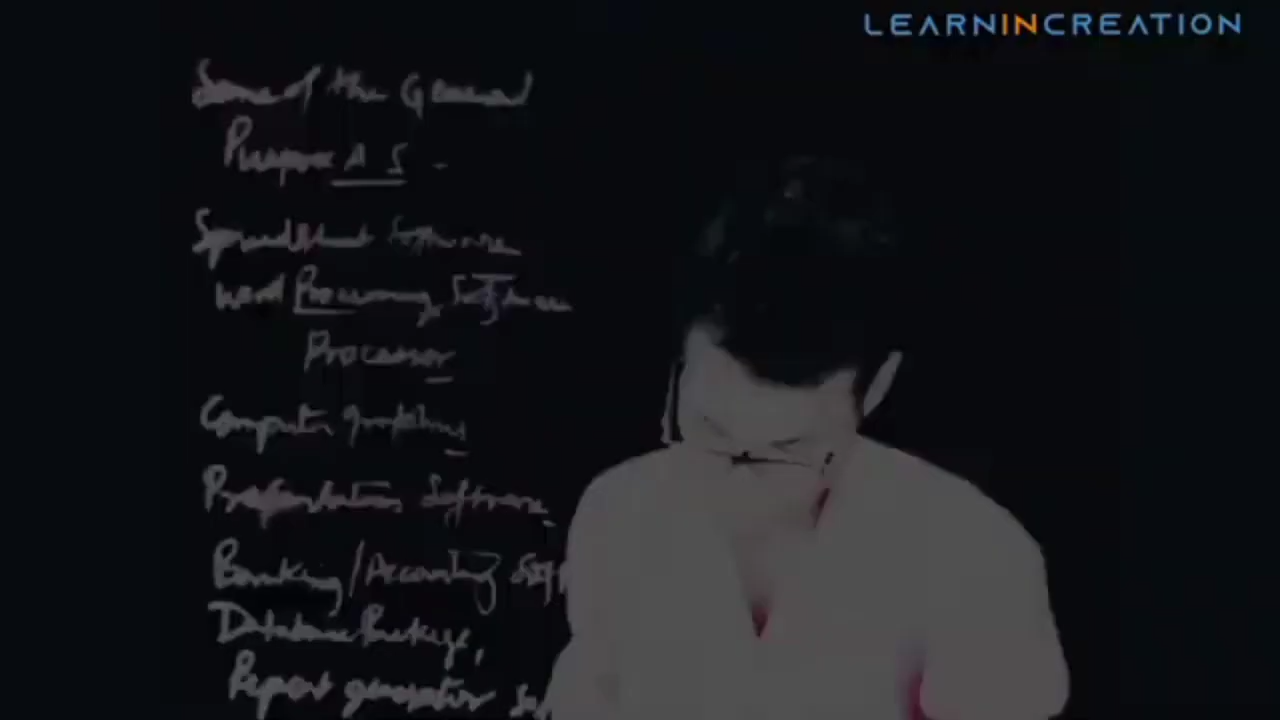 LEARNINCREATION
Some of the General
Purpose A S -
Spreadsheet Software
Word Processing Software
Processor
Computer graphics
Presentation Software
Banking/Accounting
Database Package,
Report generator